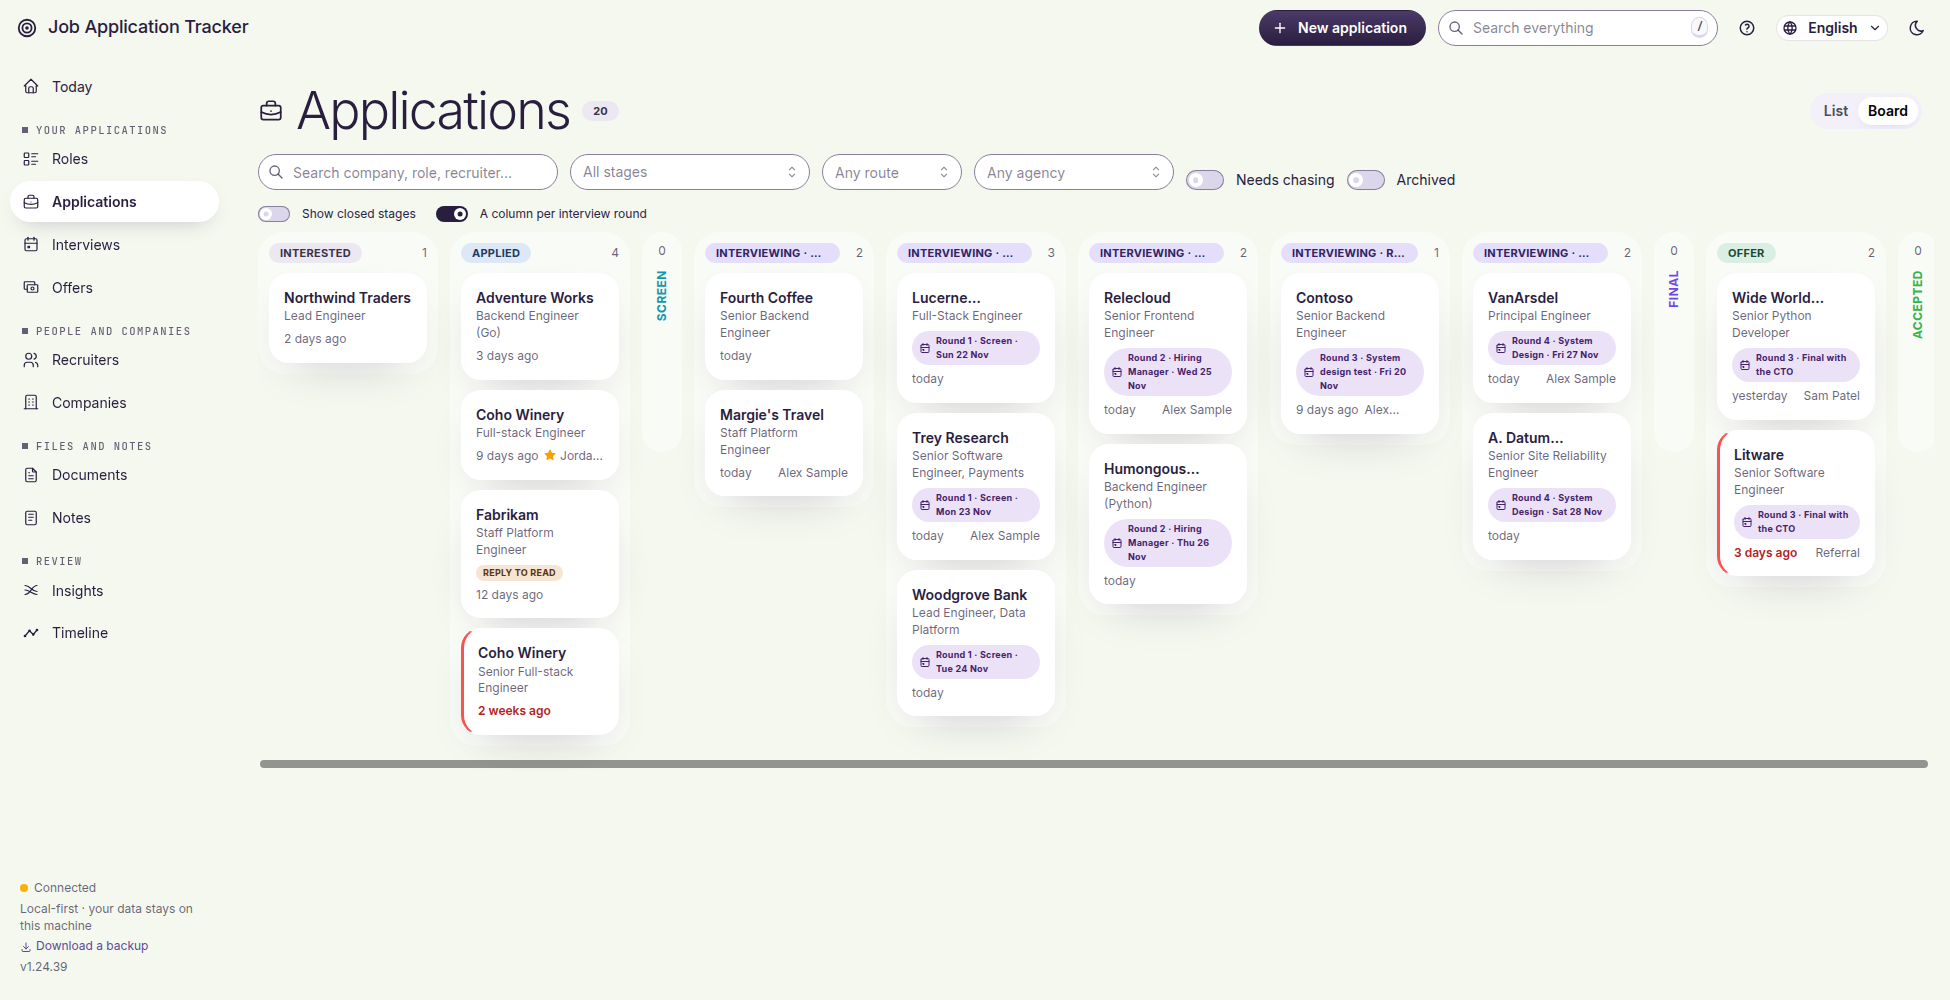 Job Application Tracker
New application
Search everything
/
English
Today
YOUR APPLICATIONS
Roles
Applications
Interviews
Offers
PEOPLE AND COMPANIES
Recruiters
Companies
FILES AND NOTES
Documents
Notes
REVIEW
Insights
Timeline
Connected
Local-first · your data stays on
this machine
Download a backup
v1.24.39
Applications 20
List Board
Search company, role, recruiter...
All stages
Any route
Any agency
Needs chasing
Archived
Show closed stages
A column per interview round
INTERESTED 1
Northwind Traders
Lead Engineer
2 days ago
APPLIED 4
Adventure Works
Backend Engineer
(Go)
3 days ago
Coho Winery
Full-stack Engineer
9 days ago Jorda...
Fabrikam
Staff Platform
Engineer
REPLY TO READ
12 days ago
Coho Winery
Senior Full-stack
Engineer
2 weeks ago
0
SCREEN
INTERVIEWING · ... 2
Fourth Coffee
Senior Backend
Engineer
today
Margie's Travel
Staff Platform
Engineer
today Alex Sample
INTERVIEWING · ... 3
Lucerne...
Full-Stack Engineer
Round 1 · Screen ·
Sun 22 Nov
today
Trey Research
Senior Software
Engineer, Payments
Round 1 · Screen ·
Mon 23 Nov
today Alex Sample
Woodgrove Bank
Lead Engineer, Data
Platform
Round 1 · Screen ·
Tue 24 Nov
today
INTERVIEWING · ... 2
Relecloud
Senior Frontend
Engineer
Round 2 · Hiring
Manager · Wed 25
Nov
today Alex Sample
Humongous...
Backend Engineer
(Python)
Round 2 · Hiring
Manager · Thu 26
Nov
today
INTERVIEWING · R... 1
Contoso
Senior Backend
Engineer
Round 3 · System
design test · Fri 20
Nov
9 days ago Alex...
INTERVIEWING · ... 2
VanArsdel
Principal Engineer
Round 4 · System
Design · Fri 27 Nov
today Alex Sample
A. Datum...
Senior Site Reliability
Engineer
Round 4 · System
Design · Sat 28 Nov
today
0
FINAL
OFFER 2
Wide World...
Senior Python
Developer
Round 3 · Final with
the CTO
yesterday Sam Patel
Litware
Senior Software
Engineer
Round 3 · Final with
the CTO
3 days ago Referral
0
ACCEPTED